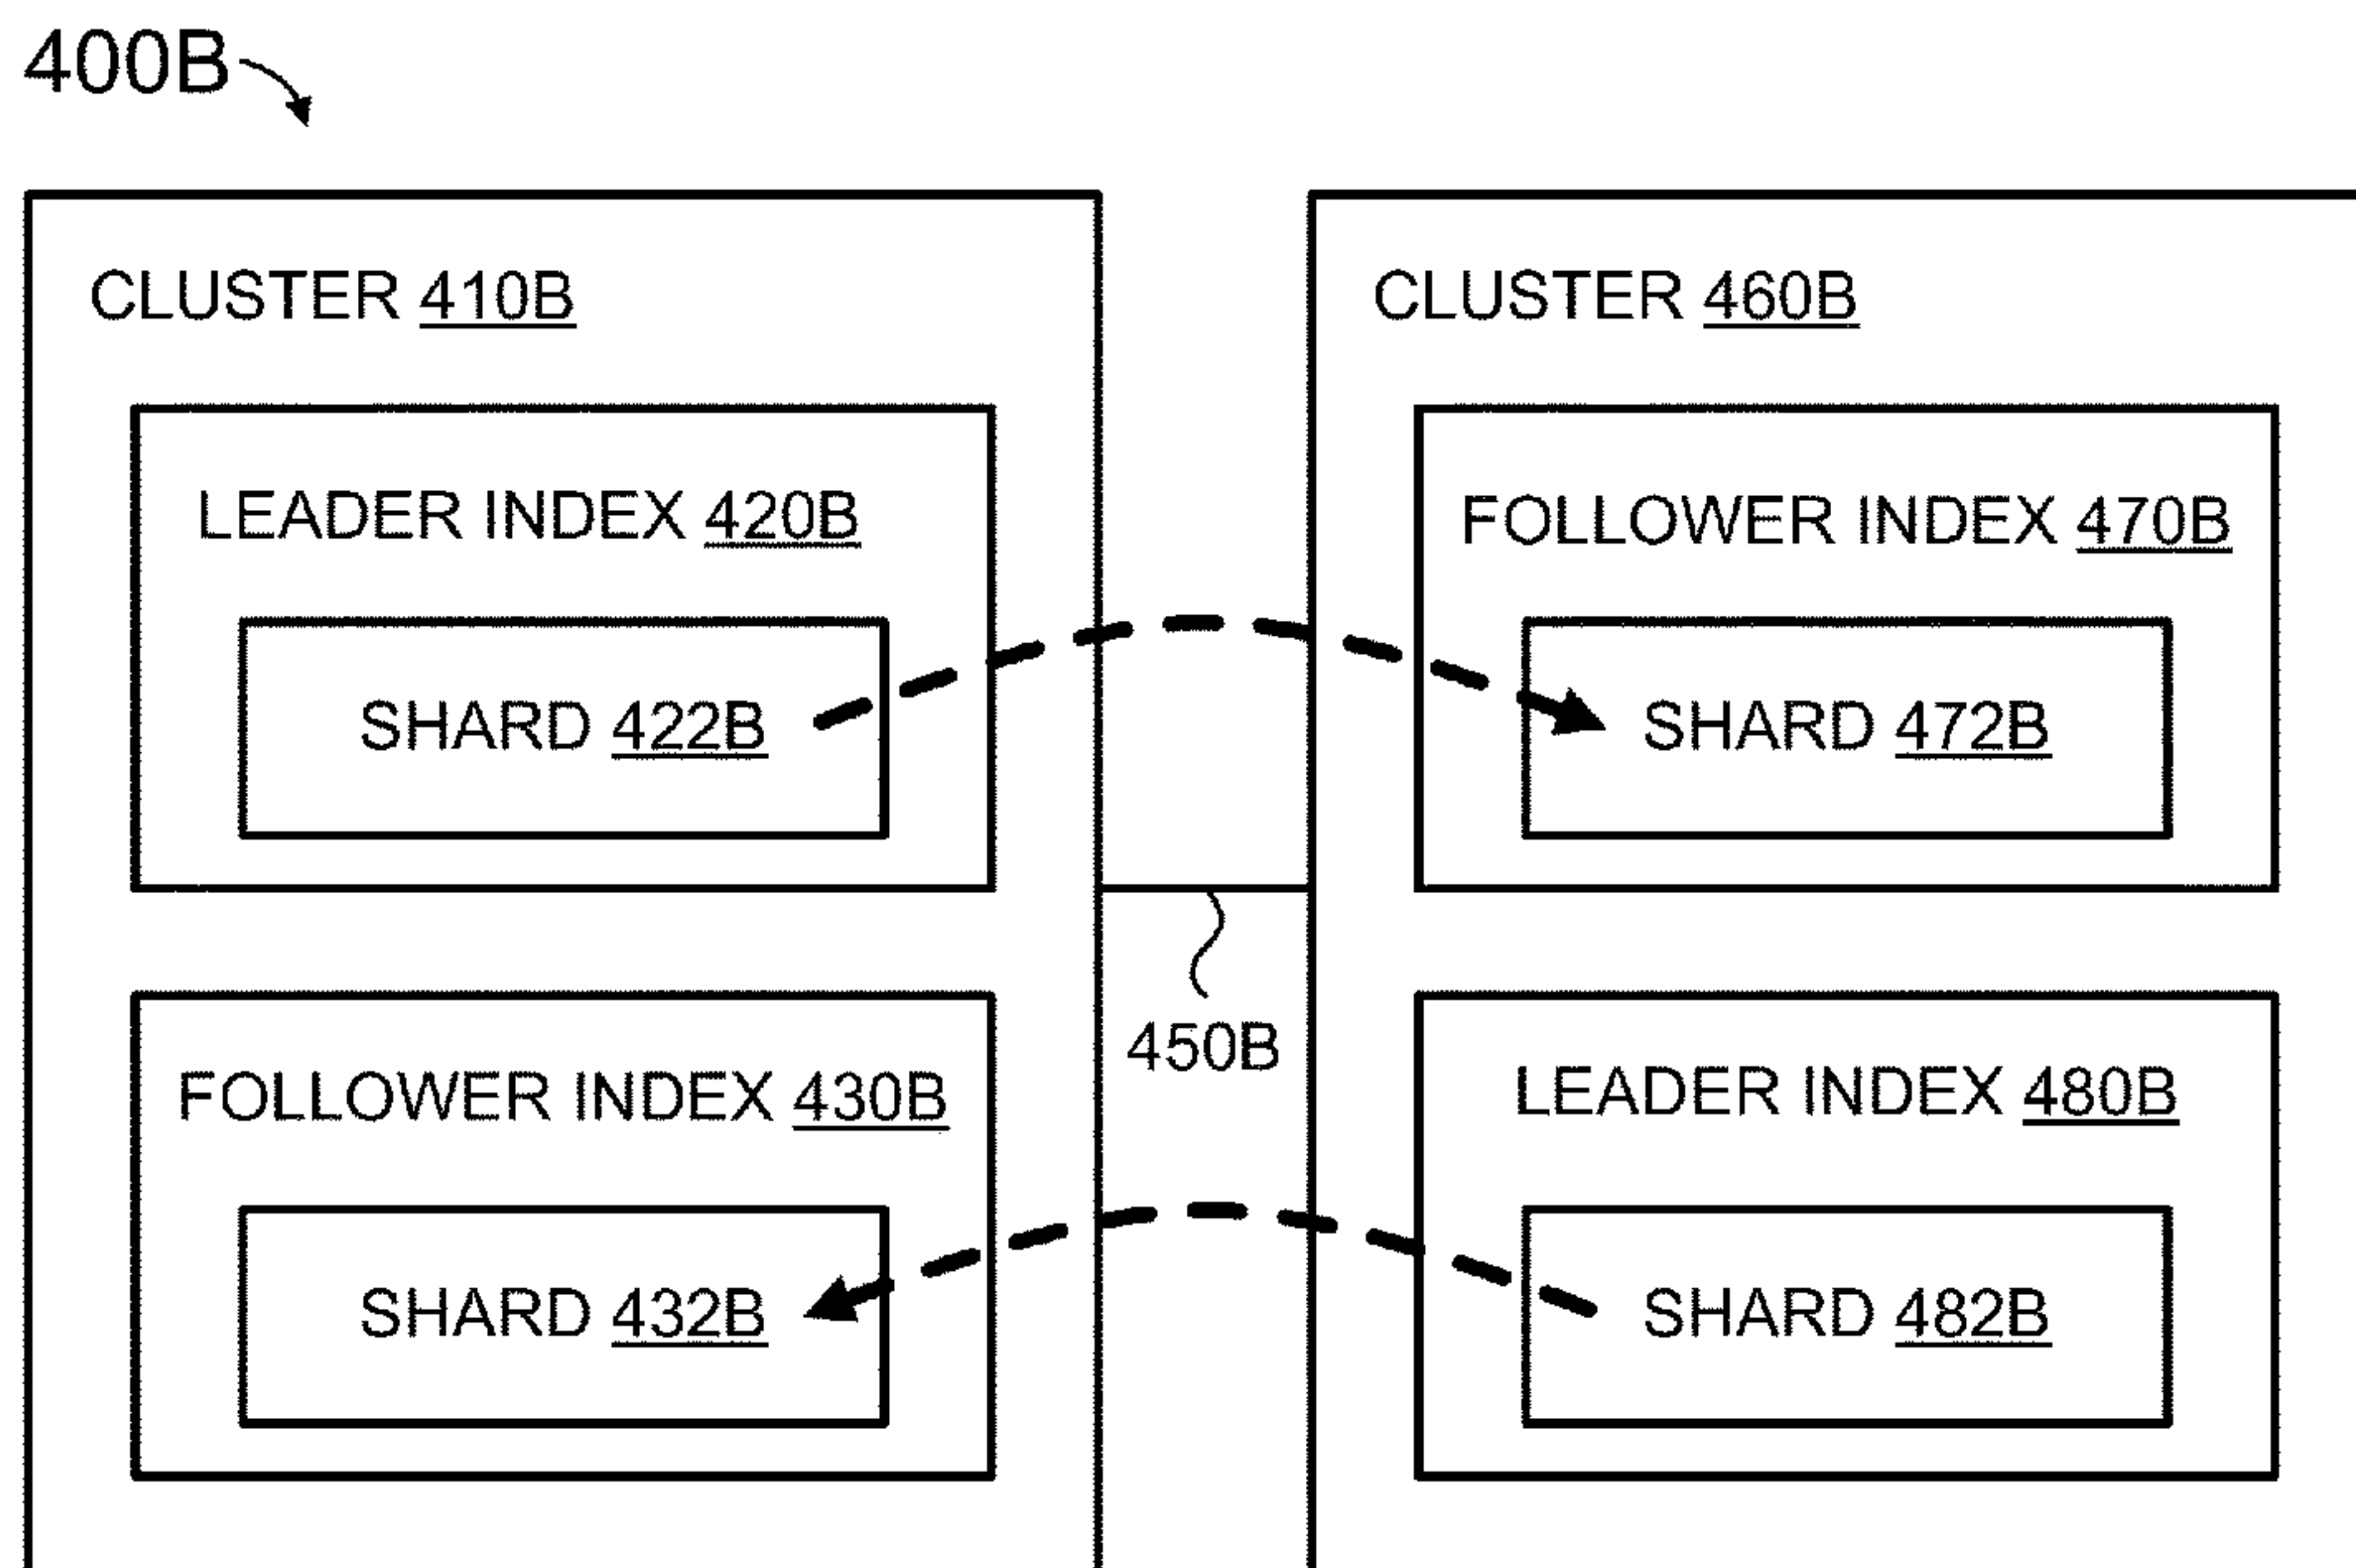 400B
CLUSTER 410B
LEADER INDEX 420B
SHARD 422B
FOLLOWER INDEX 430B
SHARD 432B
450B
CLUSTER 460B
FOLLOWER INDEX 470B
SHARD 472B
LEADER INDEX 480B
SHARD 482B